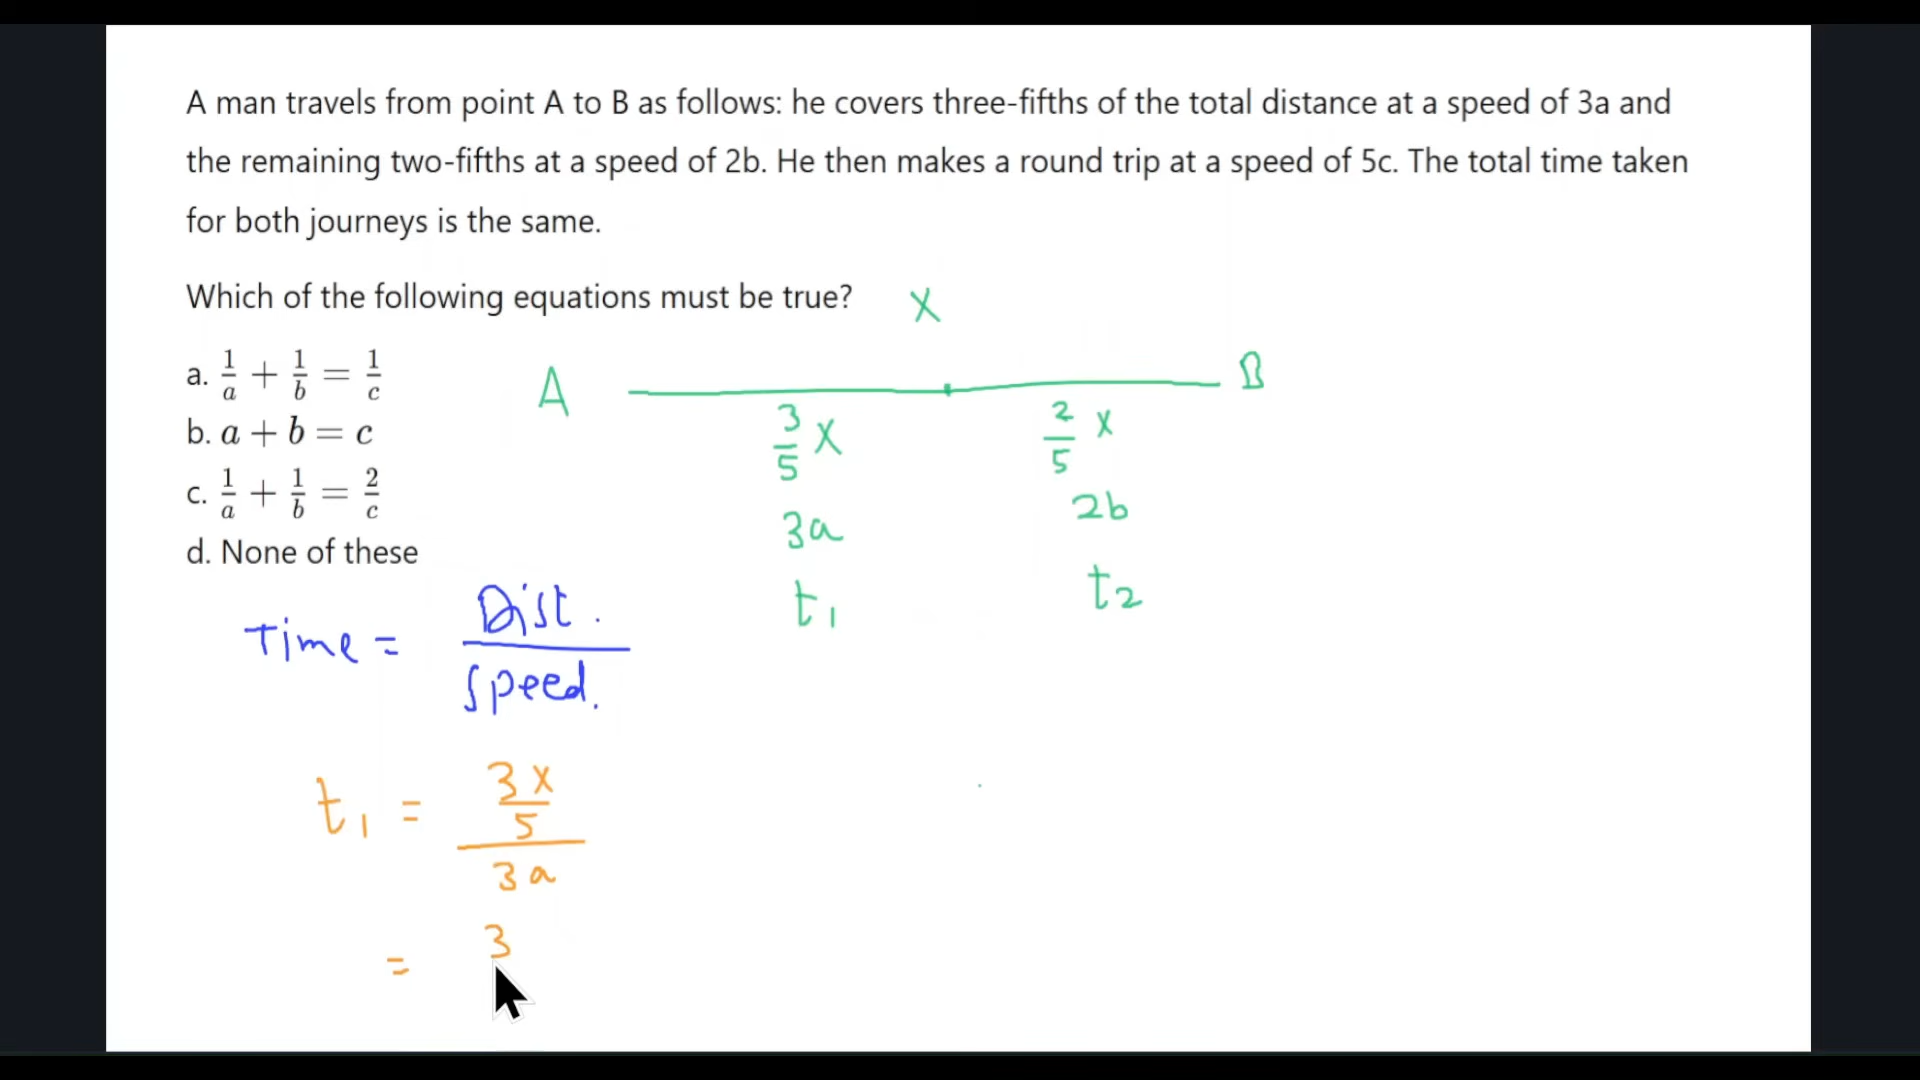 A man travels from point A to B as follows: he covers three-fifths of the total distance at a speed of 3a and
the remaining two-fifths at a speed of 2b. He then makes a round trip at a speed of 5c. The total time taken
for both journeys is the same.
Which of the following equations must be true?
a. 1/a + 1/b = 1/c
b. a + b = c
c. 1/a + 1/b = 2/c
d. None of these
x
A B
3/5 x 2/5 x
3a 2b
t1 t2
Time = Dist. / Speed.
t1 = 3x/5 / 3a
= 3